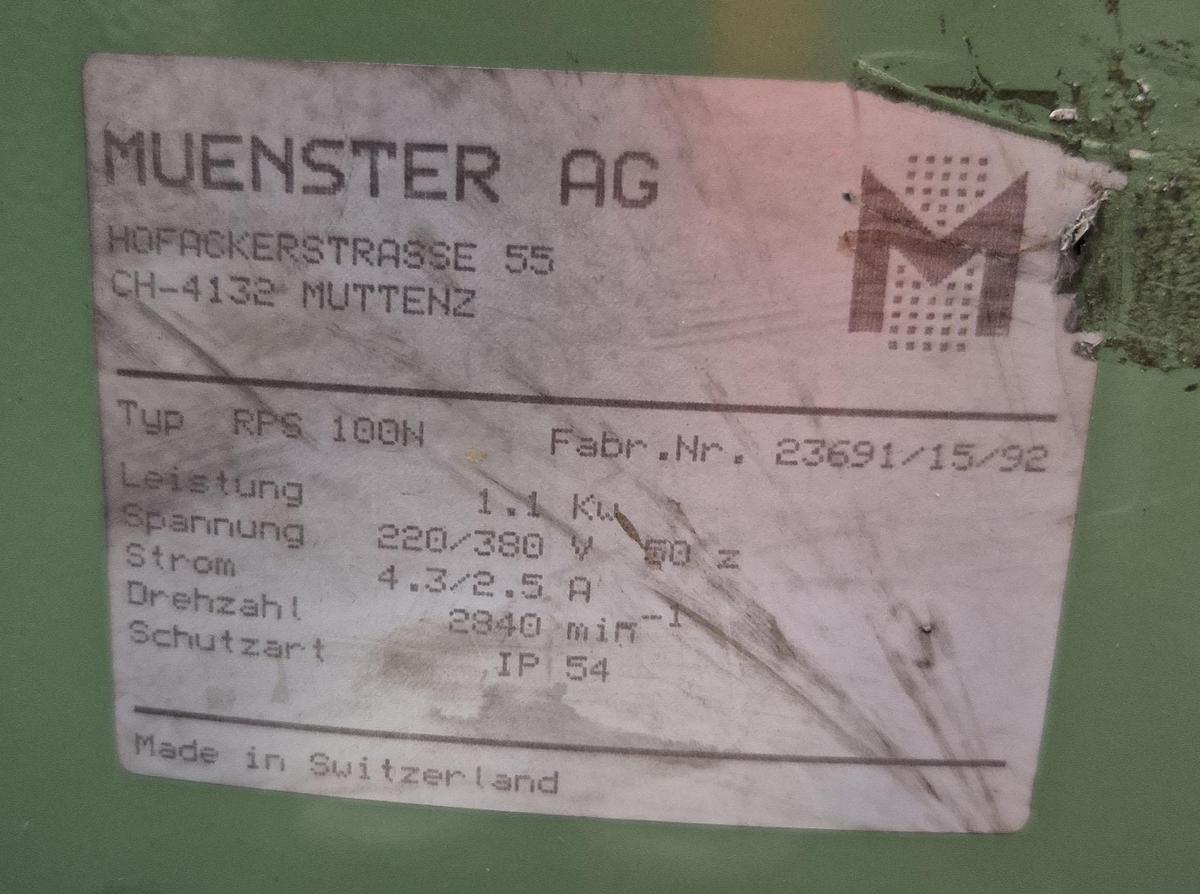 MUENSTER AG
HOFACKERSTRASSE 55
CH-4132 MUTTENZ
M
Typ RPS 100N Fabr.Nr. 23691/15/92
Leistung 1.1 Kw
Spannung 220/380 V 50 z
Strom 4.3/2.5 A
Drehzahl 2840 min⁻¹
Schutzart IP 54
Made in Switzerland